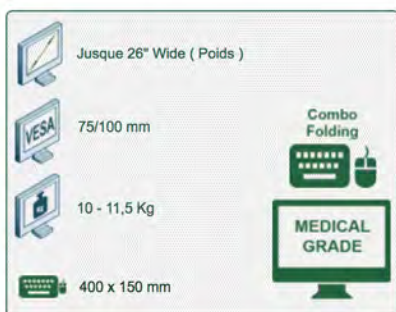 Jusque 26" Wide ( Poids )
VESA
75/100 mm
Combo
Folding
10 - 11,5 Kg
MEDICAL
GRADE
400 x 150 mm